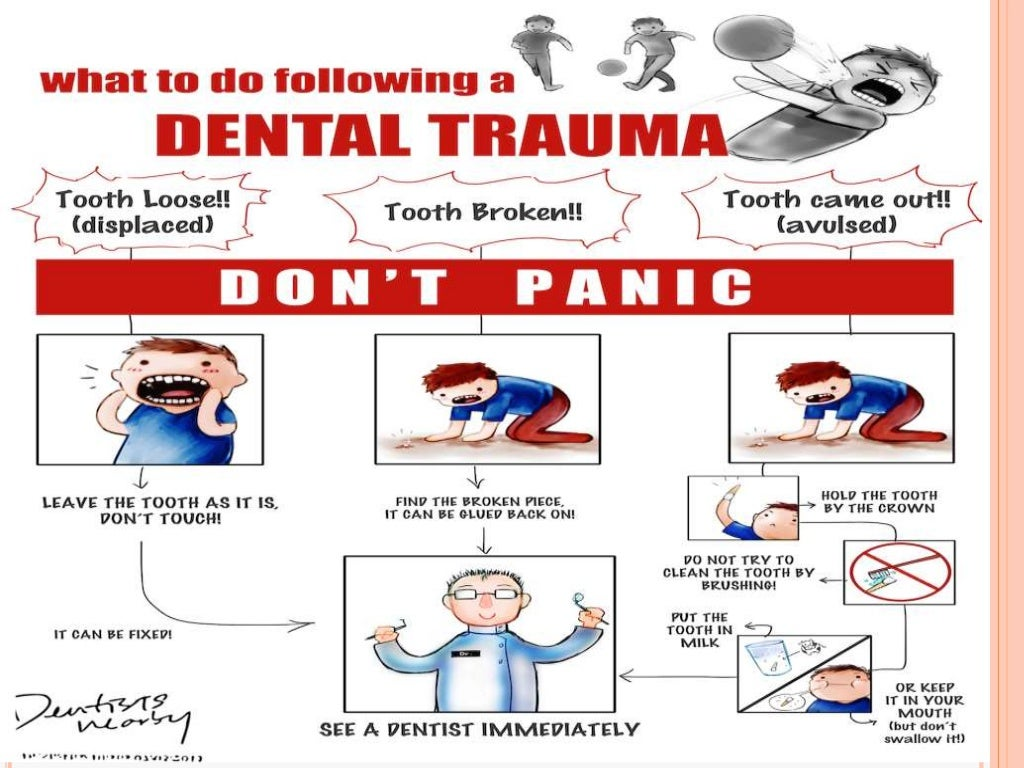 what to do following a
DENTAL TRAUMA
Tooth Loose!!
(displaced)
Tooth Broken!!
Tooth came out!!
(avulsed)
DON'T PANIC
LEAVE THE TOOTH AS IT IS,
DON'T TOUCH!
IT CAN BE FIXED!
FIND THE BROKEN PIECE,
IT CAN BE GLUED BACK ON!
HOLD THE TOOTH
BY THE CROWN
DO NOT TRY TO
CLEAN THE TOOTH BY
BRUSHING!
PUT THE
TOOTH IN
MILK
OR KEEP
IT IN YOUR
MOUTH
(but don't
swallow it!)
Dr.
SEE A DENTIST IMMEDIATELY
Dentists
nearby